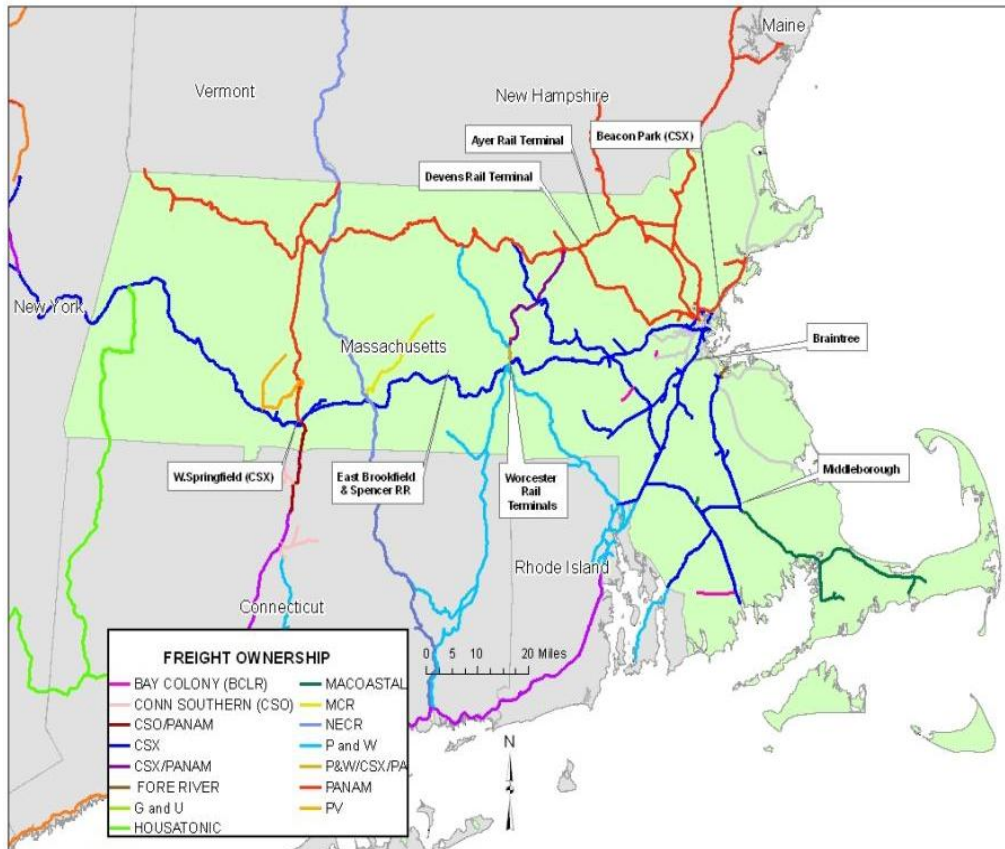 Maine
Vermont
New Hampshire
Ayer Rail Terminal
Beacon Park (CSX)
Devens Rail Terminal
New York
Massachusetts
Braintree
W.Springfield (CSX)
East Brookfield
& Spencer RR
Worcester
Rail
Terminals
Middleborough
Rhode Island
Connecticut
0 5 10 20 Miles
N
FREIGHT OWNERSHIP
BAY COLONY (BCLR)
CONN SOUTHERN (CSO)
CSO/PANAM
CSX
CSX/PANAM
FORE RIVER
G and U
HOUSATONIC
MACOASTAL
MCR
NECR
P and W
P&W/CSX/PA
PANAM
PV